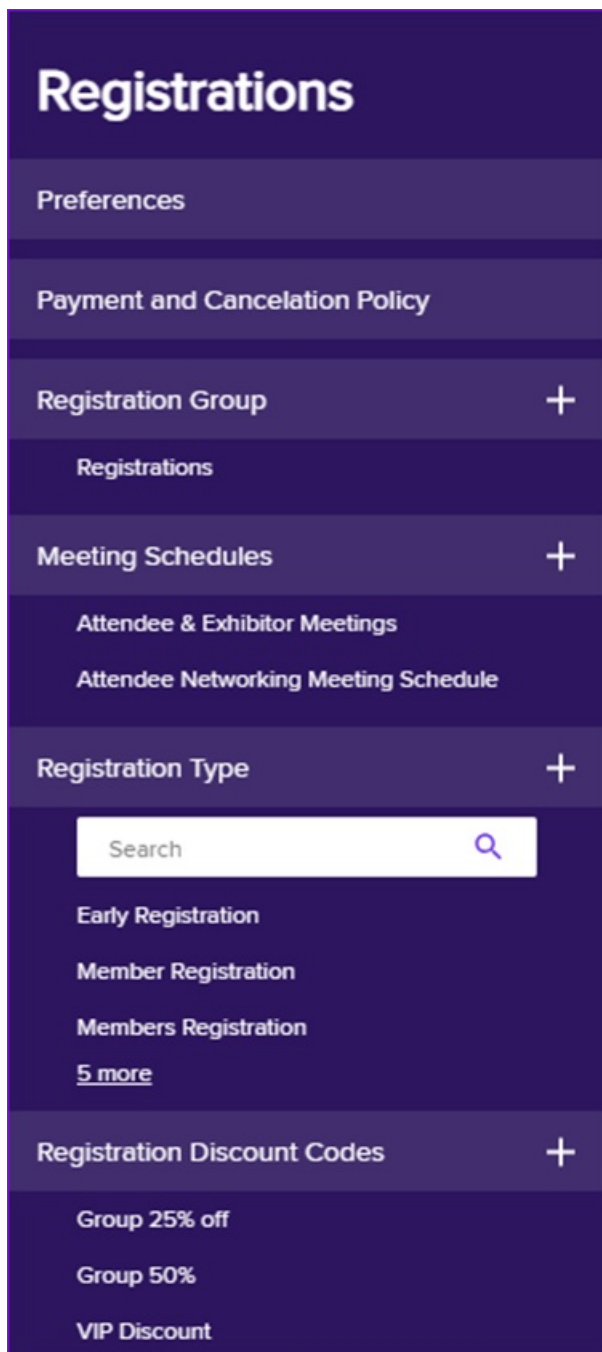 Registrations
Preferences
Payment and Cancelation Policy
Registration Group
Registrations
Meeting Schedules
Attendee & Exhibitor Meetings
Attendee Networking Meeting Schedule
Registration Type
Search
Early Registration
Member Registration
Members Registration
5 more
Registration Discount Codes
Group 25% off
Group 50%
VIP Discount